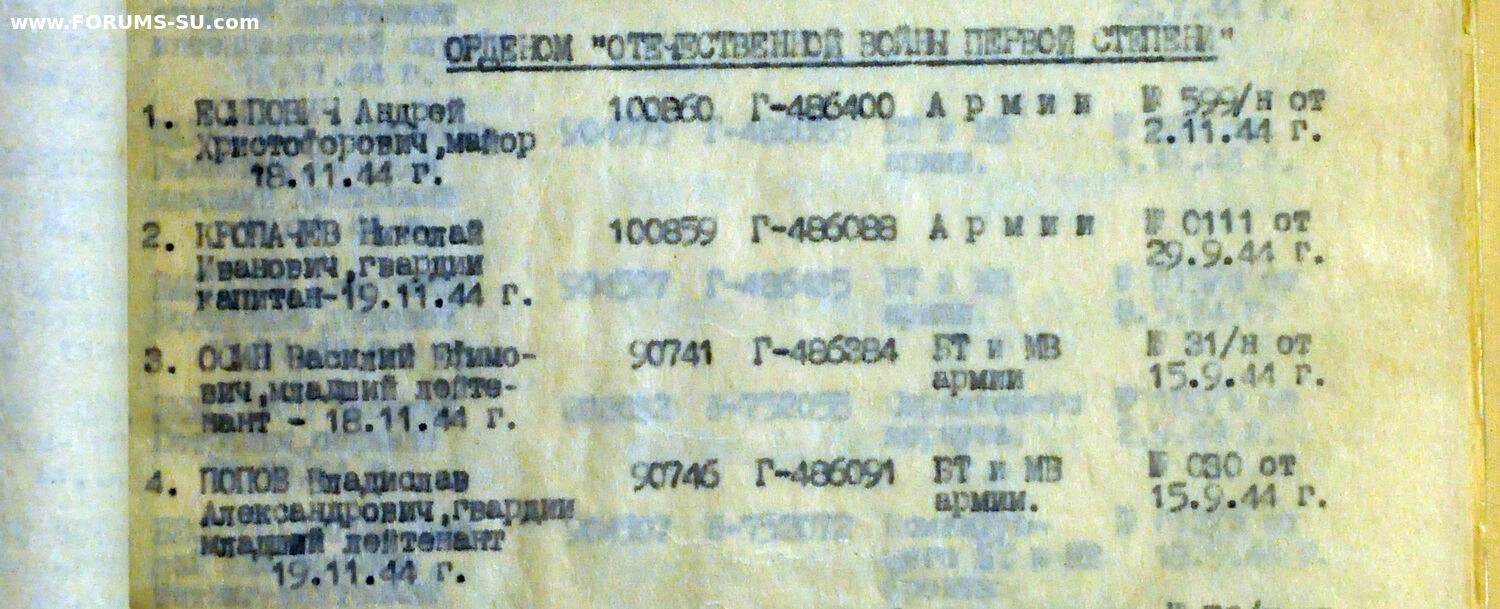 www.FORUMS-SU.com
ОРДЕНОМ "ОТЕЧЕСТВЕННОЙ ВОЙНЫ ПЕРВОЙ СТЕПЕНИ"
1. ЕСИПОВИЧ Андрей 100860 Г-486400 А р м и и № 599/н от
Христофорович,майор 2.11.44 г.
18.11.44 г.
2. КРОПАЧЕВ Николай 100859 Г-486088 А р м и и № 0111 от
Иванович,гвардии 29.9.44 г.
капитан-19.11.44 г.
3. ОСИН Василий Ефимо- 90741 Г-486384 БТ и МВ № 31/н от
вич,младший лейте- армии 15.9.44 г.
нант - 18.11.44 г.
4. ПОПОВ Владислав 90746 Г-486091 БТ и МВ № 030 от
Александрович,гвардии армии. 15.9.44 г.
младший лейтенант
19.11.44 г.